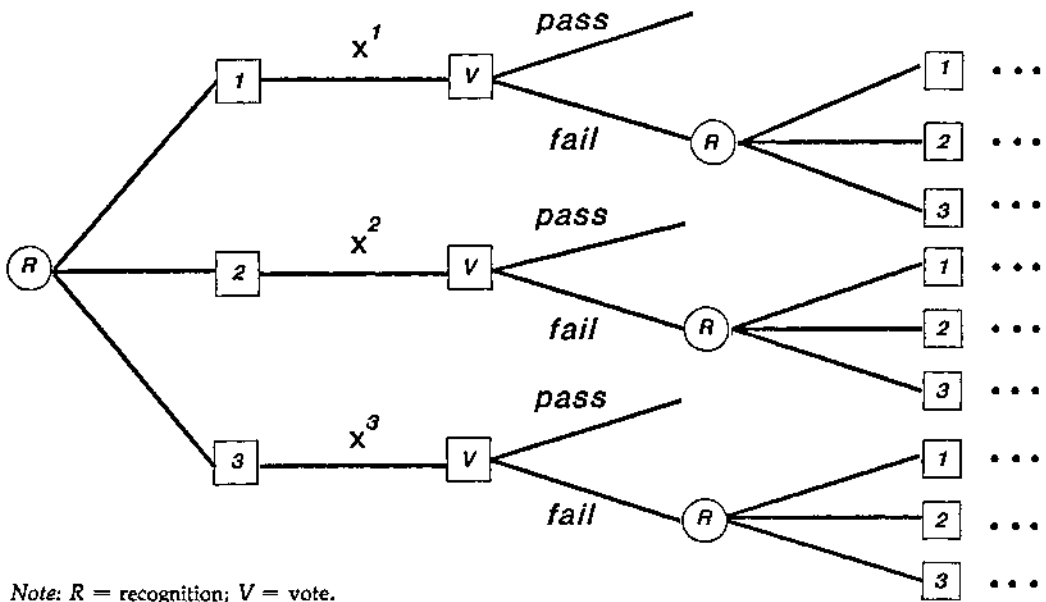 x¹
pass
1
V
1 •••
fail
R
2 •••
3 •••
x²
pass
R
2
V
1 •••
fail
R
2 •••
3 •••
x³
pass
3
V
1 •••
fail
R
2 •••
3 •••
Note: R = recognition; V = vote.